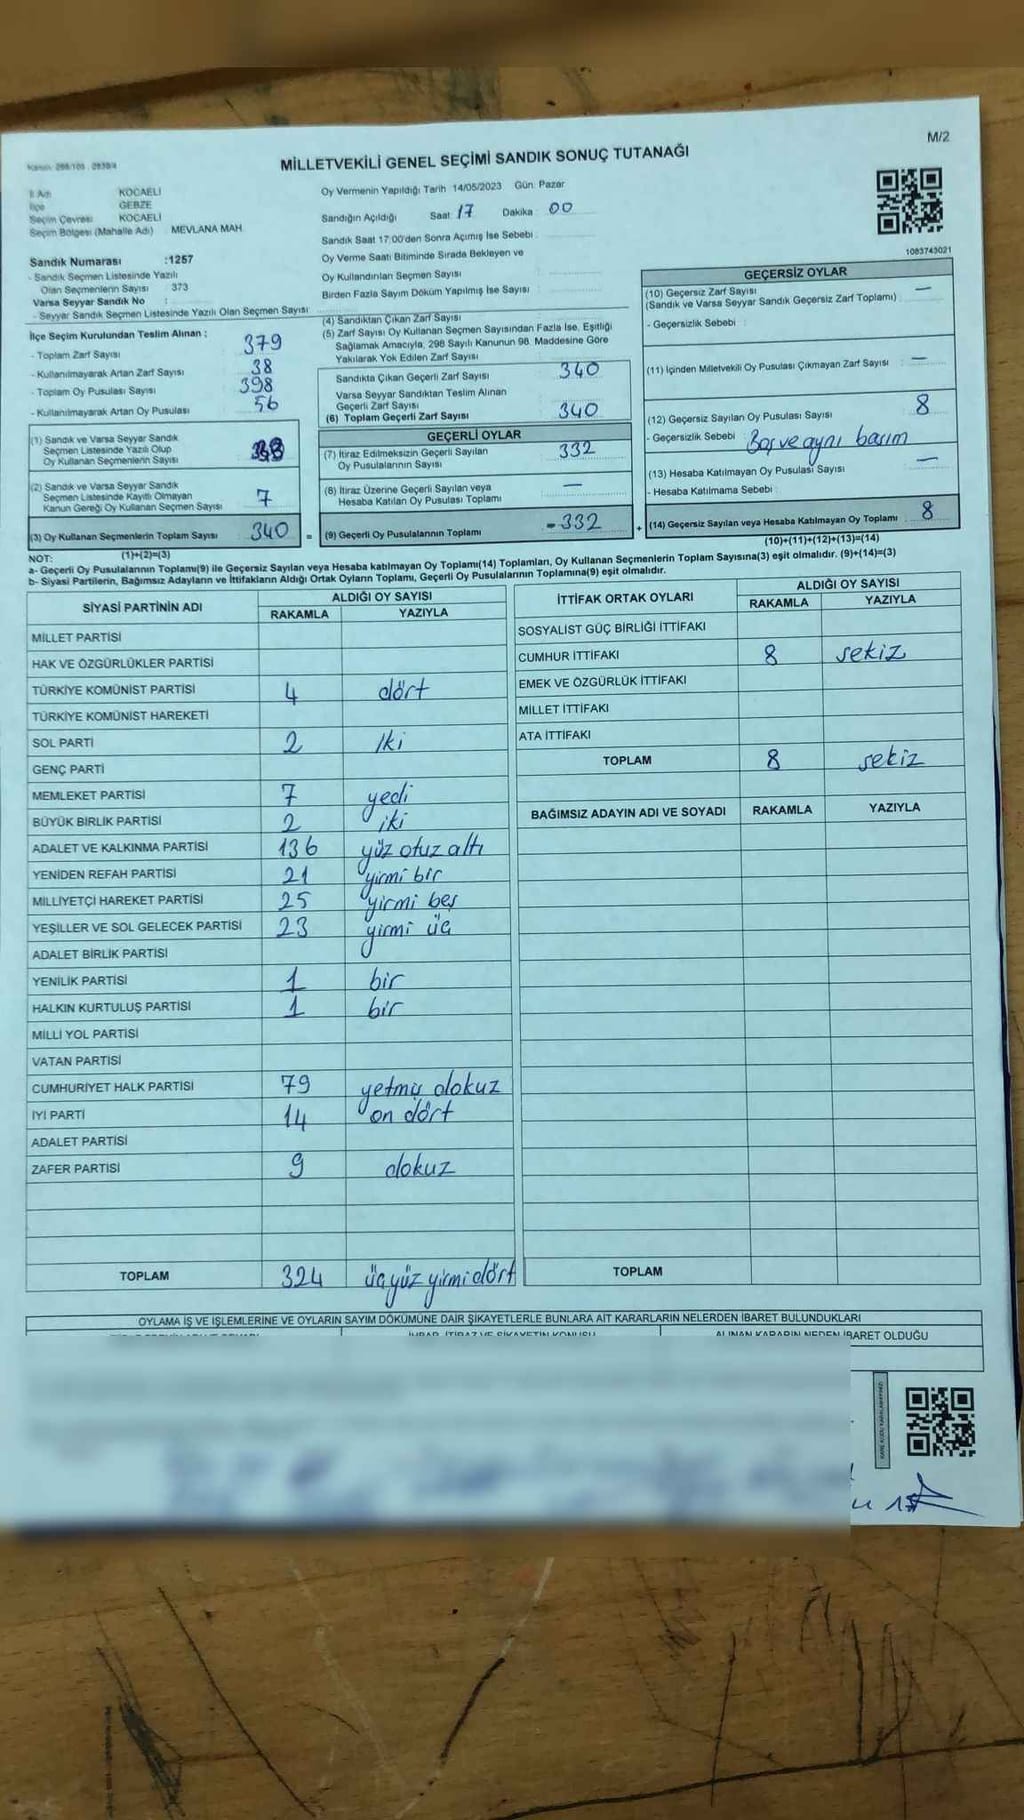 M/2
MİLLETVEKİLİ GENEL SEÇİMİ SANDIK SONUÇ TUTANAĞI
İl Adı KOCAELİ
İlçe GEBZE
Seçim Çevresi KOCAELİ
Seçim Bölgesi (Mahalle Adı) MEVLANA MAH.
Sandık Numarası :1257
- Sandık Seçmen Listesinde Yazılı
Olan Seçmenlerin Sayısı 373
Varsa Seyyar Sandık No :
- Seyyar Sandık Seçmen Listesinde Yazılı Olan Seçmen Sayısı :
Oy Vermenin Yapıldığı Tarih 14/05/2023 Gün: Pazar
Sandığın Açıldığı Saat 17 Dakika 00
Sandık Saat 17:00'den Sonra Açımış İse Sebebi :
Oy Verme Saati Bitiminde Sırada Bekleyen ve
Oy Kullandırılan Seçmen Sayısı :
Birden Fazla Sayım Döküm Yapılmış İse Sayısı :
1083743021
İlçe Seçim Kurulundan Teslim Alınan :
- Toplam Zarf Sayısı : 379
- Kullanılmayarak Artan Zarf Sayısı : 38
- Toplam Oy Pusulası Sayısı : 398
- Kullanılmayarak Artan Oy Pusulası : 56
(1) Sandık ve Varsa Seyyar Sandık
Seçmen Listesinde Yazılı Olup
Oy Kullanan Seçmenlerin Sayısı
(2) Sandık ve Varsa Seyyar Sandık
Seçmen Listesinde Kayıtlı Olmayan
Kanun Gereği Oy Kullanan Seçmen Sayısı 7
(3) Oy Kullanan Seçmenlerin Toplam Sayısı 340 =
(1)+(2)=(3)
(4) Sandıktan Çıkan Zarf Sayısı :
(5) Zarf Sayısı Oy Kullanan Seçmen Sayısından Fazla İse, Eşitliği
Sağlamak Amacıyla, 298 Sayılı Kanunun 98. Maddesine Göre
Yakılarak Yok Edilen Zarf Sayısı :
Sandıkta Çıkan Geçerli Zarf Sayısı : 340
Varsa Seyyar Sandıktan Teslim Alınan
Geçerli Zarf Sayısı :
(6) Toplam Geçerli Zarf Sayısı : 340
GEÇERLİ OYLAR
(7) İtiraz Edilmeksizin Geçerli Sayılan
Oy Pusulalarının Sayısı : 332
(8) İtiraz Üzerine Geçerli Sayılan veya
Hesaba Katılan Oy Pusulası Toplamı : —
(9) Geçerli Oy Pusulalarının Toplamı - 332 +
GEÇERSİZ OYLAR
(10) Geçersiz Zarf Sayısı
(Sandık ve Varsa Seyyar Sandık Geçersiz Zarf Toplamı) : —
- Geçersizlik Sebebi :
(11) İçinden Milletvekili Oy Pusulası Çıkmayan Zarf Sayısı : —
(12) Geçersiz Sayılan Oy Pusulası Sayısı : 8
- Geçersizlik Sebebi : Boş ve aynı basım
(13) Hesaba Katılmayan Oy Pusulası Sayısı : —
- Hesaba Katılmama Sebebi :
(14) Geçersiz Sayılan veya Hesaba Katılmayan Oy Toplamı : 8
(10)+(11)+(12)+(13)=(14)
NOT:
a- Geçerli Oy Pusulalarının Toplamı(9) ile Geçersiz Sayılan veya Hesaba katılmayan Oy Toplamı(14) Toplamları, Oy Kullanan Seçmenlerin Toplam Sayısına(3) eşit olmalıdır. (9)+(14)=(3)
b- Siyasi Partilerin, Bağımsız Adayların ve İttifakların Aldığı Ortak Oyların Toplamı, Geçerli Oy Pusulalarının Toplamına(9) eşit olmalıdır.
SİYASİ PARTİNİN ADI ALDIĞI OY SAYISI
RAKAMLA YAZIYLA
MİLLET PARTİSİ
HAK VE ÖZGÜRLÜKLER PARTİSİ
TÜRKİYE KOMÜNİST PARTİSİ 4 dört
TÜRKİYE KOMÜNİST HAREKETİ
SOL PARTİ 2 İki
GENÇ PARTİ
MEMLEKET PARTİSİ 7 yedi
BÜYÜK BİRLİK PARTİSİ 2 iki
ADALET VE KALKINMA PARTİSİ 136 yüz otuz altı
YENİDEN REFAH PARTİSİ 21 yirmi bir
MİLLİYETÇİ HAREKET PARTİSİ 25 yirmi beş
YEŞİLLER VE SOL GELECEK PARTİSİ 23 yirmi üç
ADALET BİRLİK PARTİSİ
YENİLİK PARTİSİ 1 bir
HALKIN KURTULUŞ PARTİSİ 1 bir
MİLLİ YOL PARTİSİ
VATAN PARTİSİ
CUMHURİYET HALK PARTİSİ 79 yetmiş dokuz
İYİ PARTİ 14 on dört
ADALET PARTİSİ
ZAFER PARTİSİ 9 dokuz
TOPLAM 324 üçyüz yirmi dört
İTTİFAK ORTAK OYLARI ALDIĞI OY SAYISI
RAKAMLA YAZIYLA
SOSYALİST GÜÇ BİRLİĞİ İTTİFAKI
CUMHUR İTTİFAKI 8 sekiz
EMEK VE ÖZGÜRLÜK İTTİFAKI
MİLLET İTTİFAKI
ATA İTTİFAKI
TOPLAM 8 sekiz
BAĞIMSIZ ADAYIN ADI VE SOYADI RAKAMLA YAZIYLA
TOPLAM
OYLAMA İŞ VE İŞLEMLERİNE VE OYLARIN SAYIM DÖKÜMÜNE DAİR ŞİKAYETLERLE BUNLARA AİT KARARLARIN NELERDEN İBARET BULUNDUKLARI
İHBAR, İTİRAZ VE ŞİKAYETİN KONUSU ALINAN KARARIN NEDEN İBARET OLDUĞU